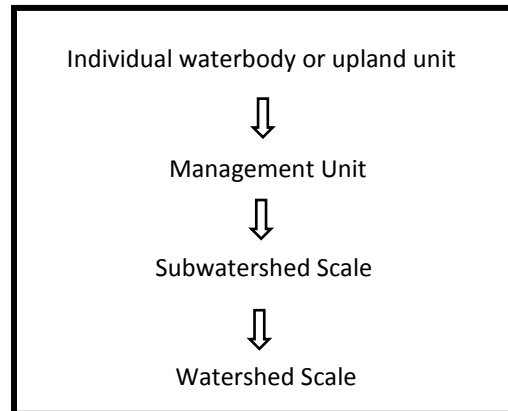 Individual waterbody or upland unit
Management Unit
Subwatershed Scale
Watershed Scale